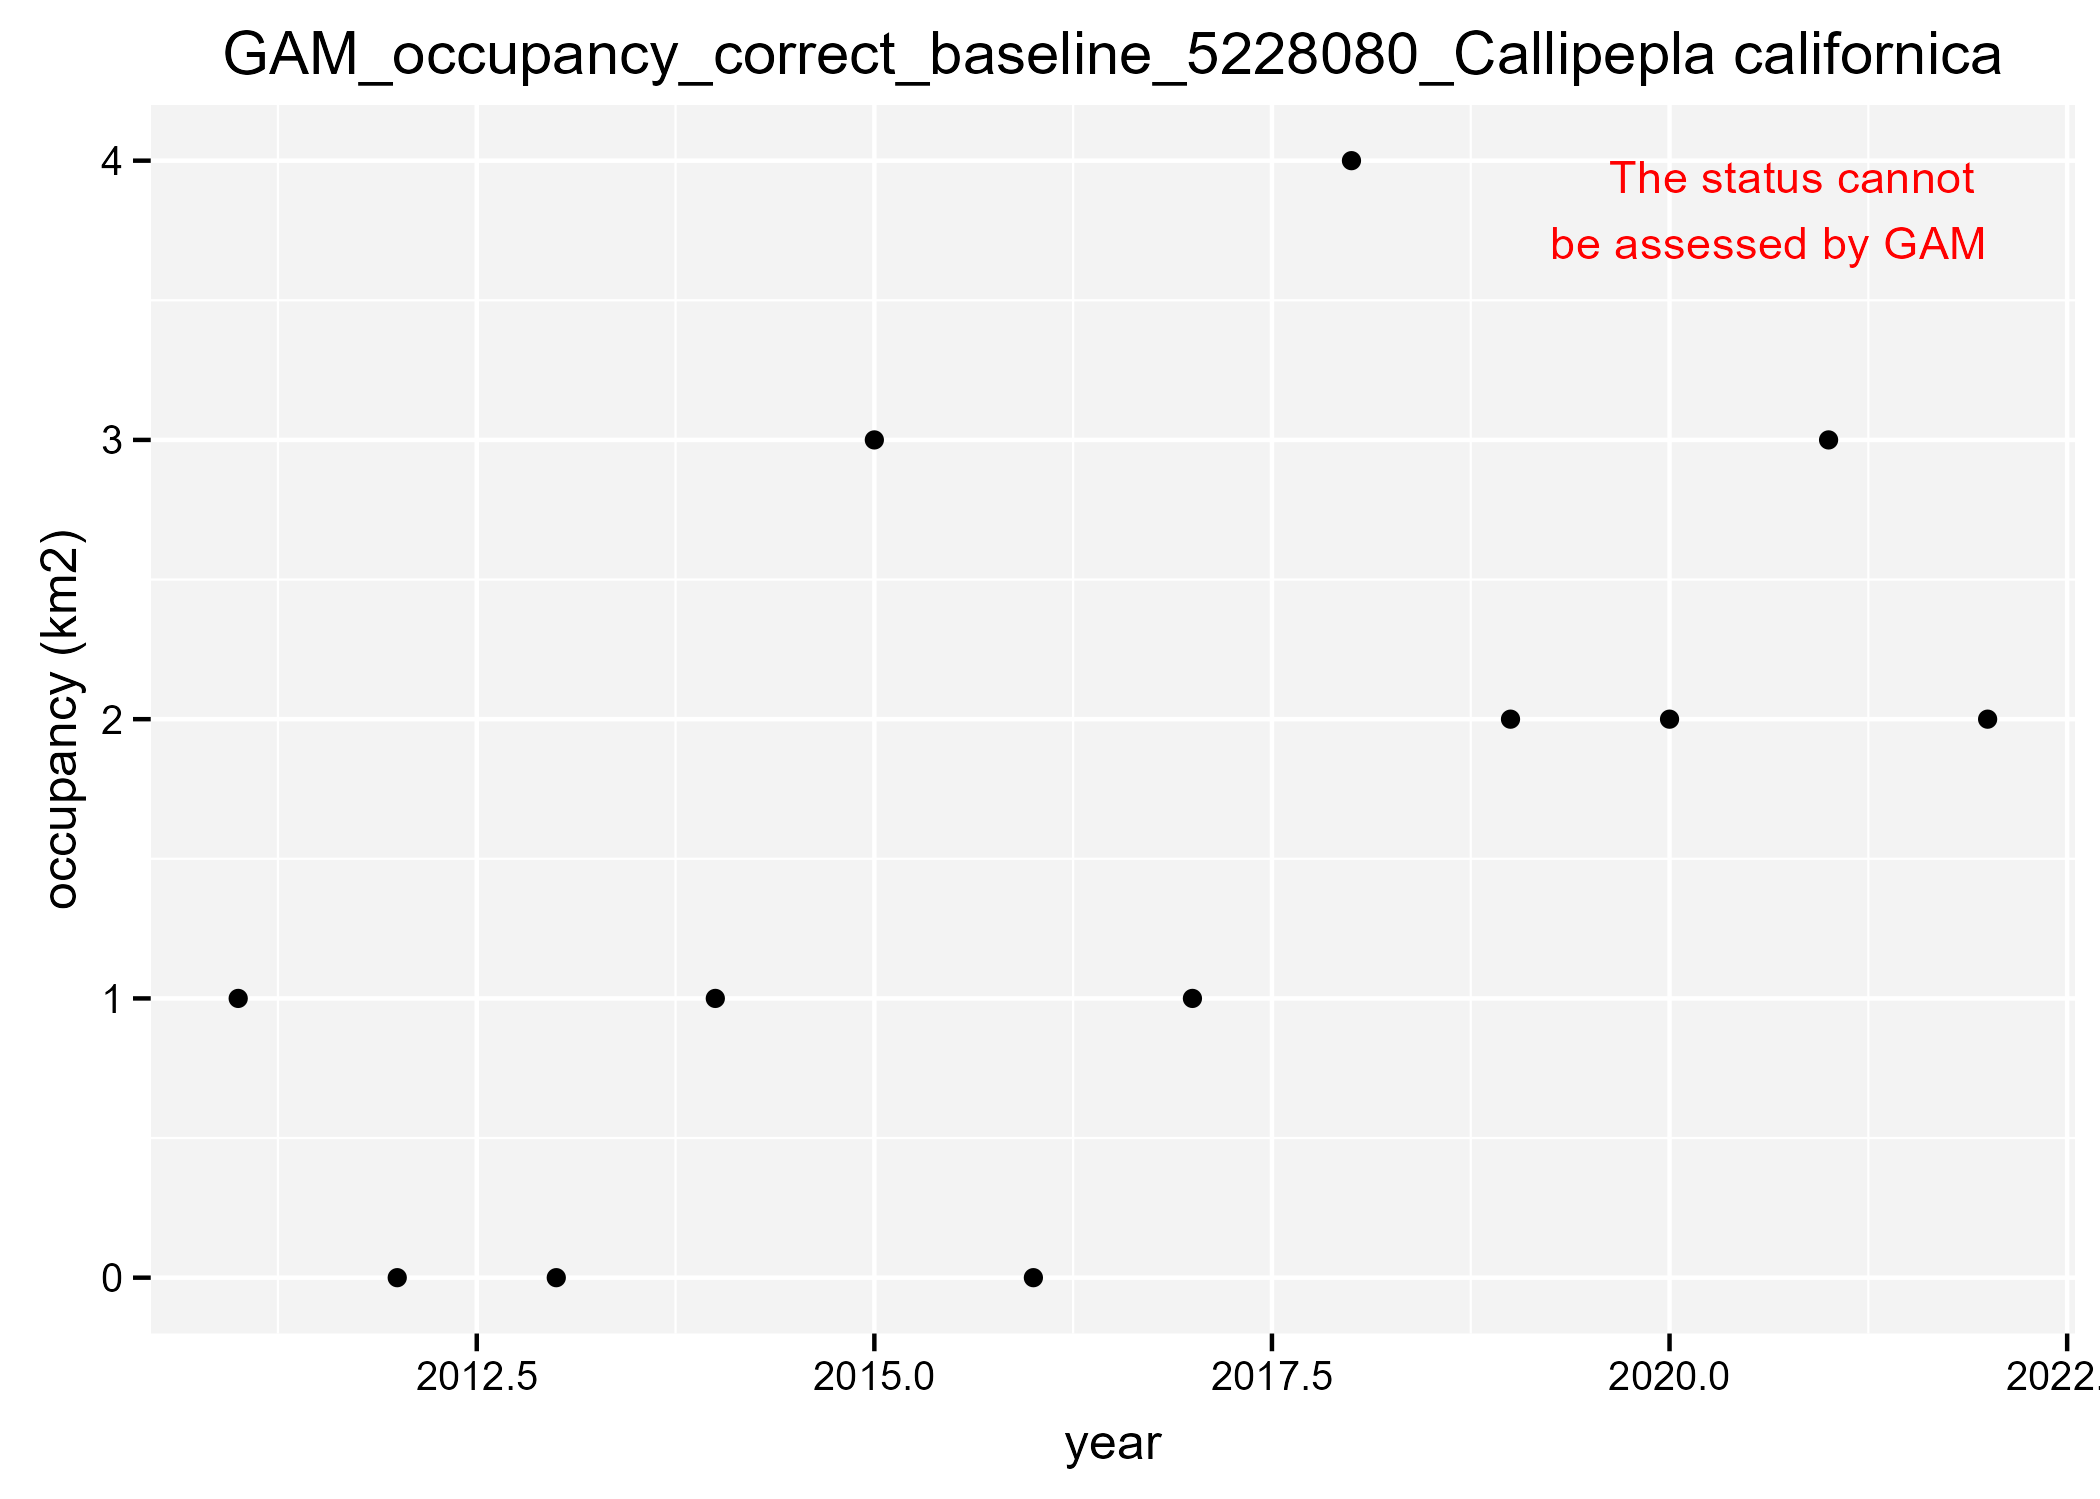 GAM_occupancy_correct_baseline_5228080_Callipepla californica
The status cannot
be assessed by GAM
4
3
2
1
0
occupancy (km2)
2012.5
2015.0
2017.5
2020.0
2022.
year